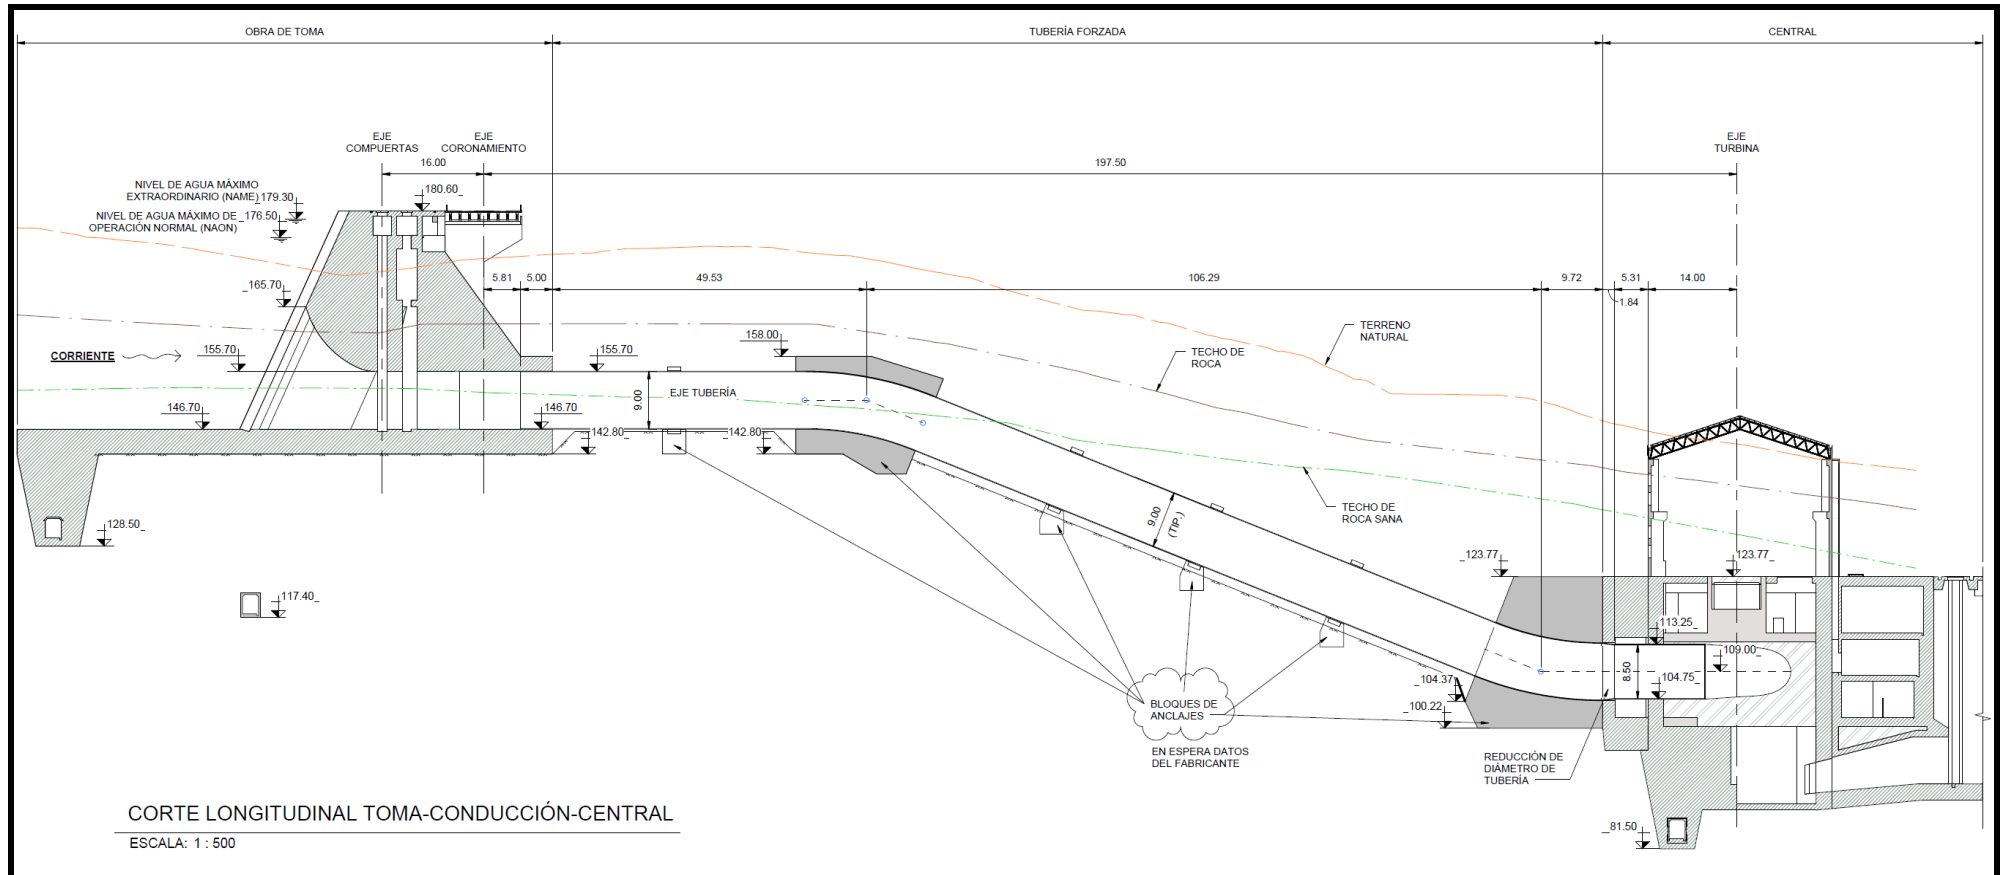 OBRA DE TOMA
TUBERÍA FORZADA
CENTRAL
EJE
COMPUERTAS
EJE
CORONAMIENTO
EJE
TURBINA
16.00
197.50
NIVEL DE AGUA MÁXIMO
EXTRAORDINARIO (NAME)
179.30
180.60
NIVEL DE AGUA MÁXIMO DE
OPERACIÓN NORMAL (NAON)
176.50
165.70
5.81
5.00
49.53
106.29
9.72
5.31
14.00
1.84
CORRIENTE
155.70
155.70
158.00
TERRENO
NATURAL
TECHO DE
ROCA
9.00
EJE TUBERÍA
146.70
146.70
142.80
142.80
128.50
117.40
9.00
(TIP.)
TECHO DE
ROCA SANA
123.77
123.77
113.25
109.00
8.50
104.75
104.37
100.22
BLOQUES DE
ANCLAJES
EN ESPERA DATOS
DEL FABRICANTE
REDUCCIÓN DE
DIÁMETRO DE
TUBERÍA
81.50
CORTE LONGITUDINAL TOMA-CONDUCCIÓN-CENTRAL
ESCALA: 1 : 500